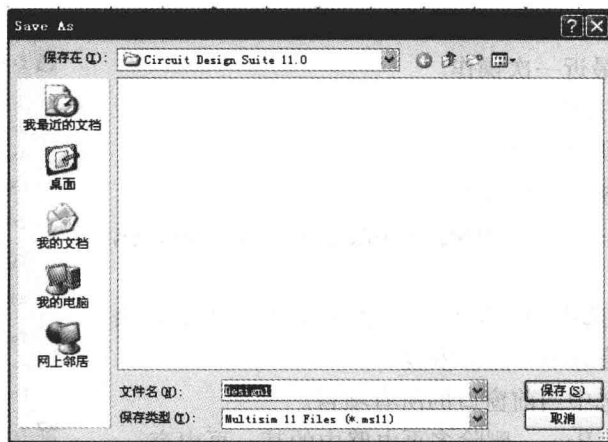 Save As
保存在(I):
Circuit Design Suite 11.0
我最近的文档
桌面
我的文档
我的电脑
网上邻居
文件名(N):
Design1
保存(S)
保存类型(T):
Multisim 11 Files (*.ms11)
取消